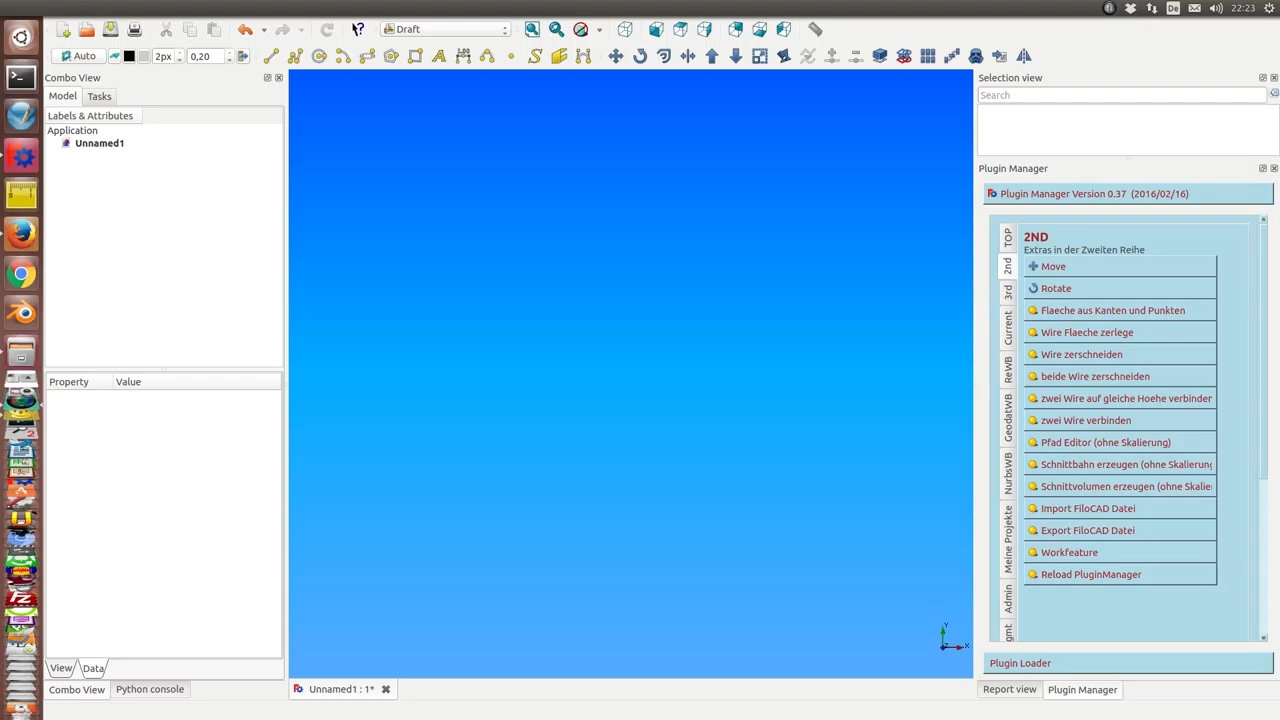 De
22:23
Draft
Auto
2px
0,20
Combo View
Model
Tasks
Labels & Attributes
Application
Unnamed1
Property
Value
View
Data
Combo View
Python console
Unnamed1 : 1*
Y
X
Z
Selection view
Search
Plugin Manager
Plugin Manager Version 0.37 (2016/02/16)
TOP
2nd
3rd
Current
ReWB
GeodatWB
NurbsWB
Meine Projekte
Admin
gmt
2ND
Extras in der Zweiten Reihe
Move
Rotate
Flaeche aus Kanten und Punkten
Wire Flaeche zerlege
Wire zerschneiden
beide Wire zerschneiden
zwei Wire auf gleiche Hoehe verbinden
zwei Wire verbinden
Pfad Editor (ohne Skalierung)
Schnittbahn erzeugen (ohne Skalierung
Schnittvolumen erzeugen (ohne Skalie
Import FiloCAD Datei
Export FiloCAD Datei
Workfeature
Reload PluginManager
Plugin Loader
Report view
Plugin Manager